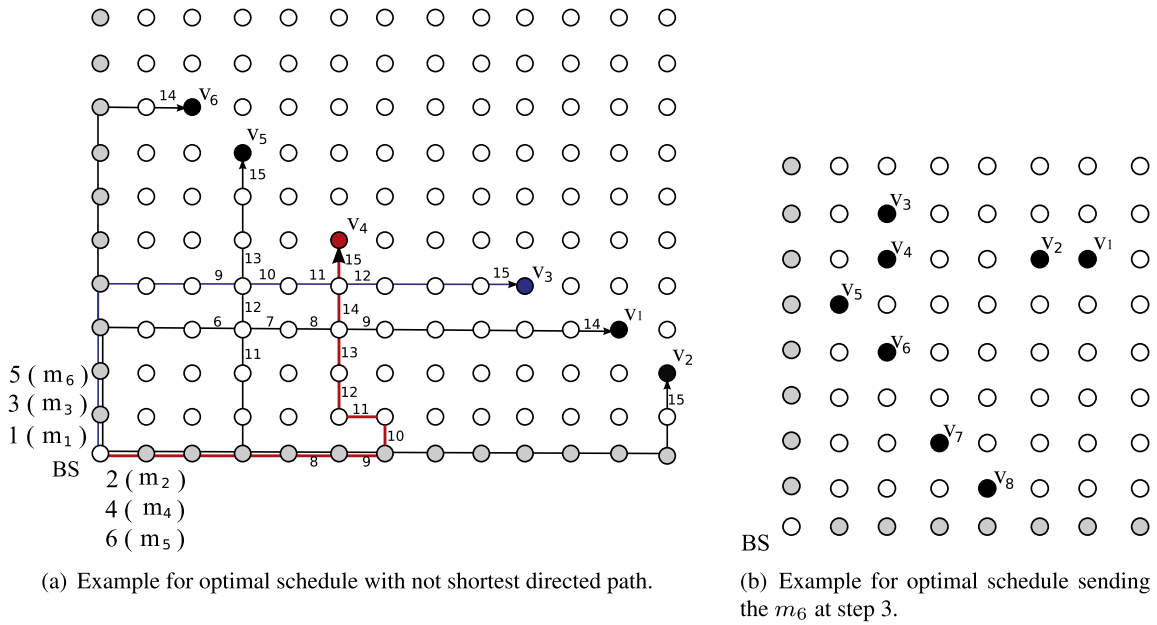 14
V6
V5
15
V4
13
15
9
10
11
12
15
V3
12
14
V1
6
7
8
9
14
11
13
V2
5 ( m6 )
12
15
3 ( m3 )
11
1 ( m1 )
10
BS
8
9
2 ( m2 )
4 ( m4 )
6 ( m5 )
(a) Example for optimal schedule with not shortest directed path.
V3
V4
V2
V1
V5
V6
V7
V8
BS
(b) Example for optimal schedule sending
the m6 at step 3.